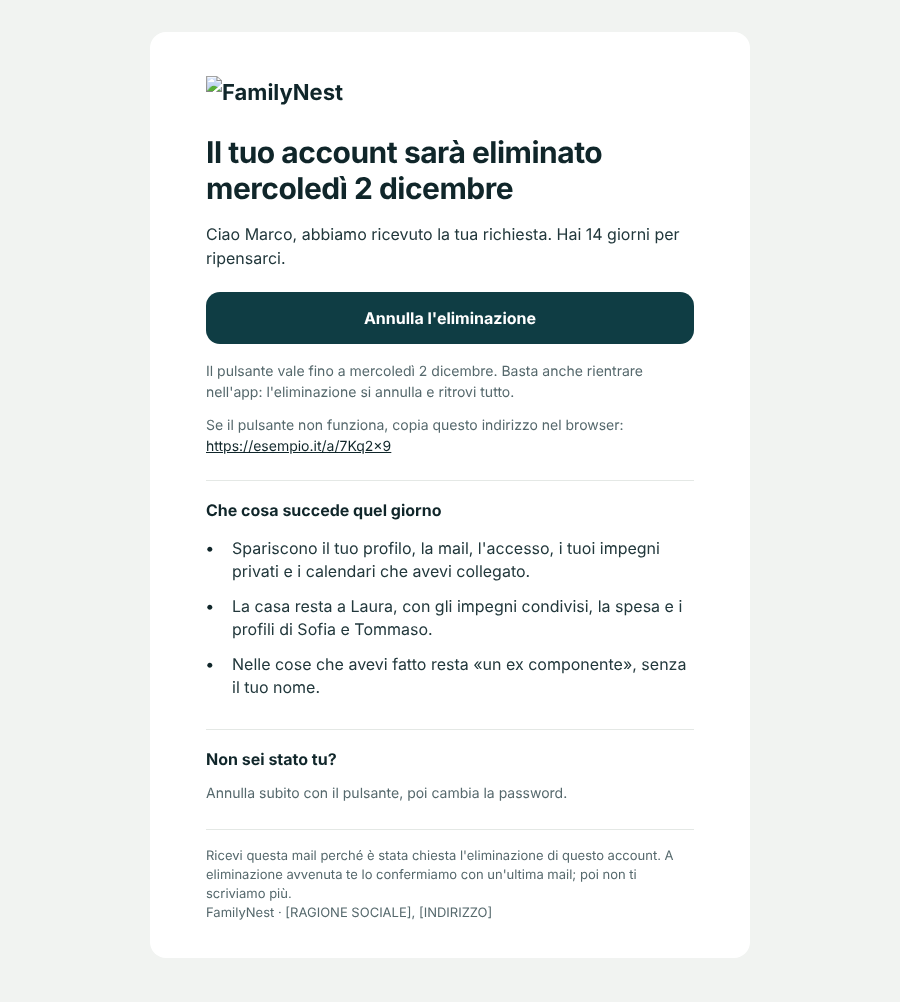 FamilyNest
Il tuo account sarà eliminato
mercoledì 2 dicembre
Ciao Marco, abbiamo ricevuto la tua richiesta. Hai 14 giorni per
ripensarci.
Annulla l'eliminazione
Il pulsante vale fino a mercoledì 2 dicembre. Basta anche rientrare
nell'app: l'eliminazione si annulla e ritrovi tutto.
Se il pulsante non funziona, copia questo indirizzo nel browser:
https://esempio.it/a/7Kq2×9
Che cosa succede quel giorno
• Spariscono il tuo profilo, la mail, l'accesso, i tuoi impegni
privati e i calendari che avevi collegato.
• La casa resta a Laura, con gli impegni condivisi, la spesa e i
profili di Sofia e Tommaso.
• Nelle cose che avevi fatto resta «un ex componente», senza
il tuo nome.
Non sei stato tu?
Annulla subito con il pulsante, poi cambia la password.
Ricevi questa mail perché è stata chiesta l'eliminazione di questo account. A
eliminazione avvenuta te lo confermiamo con un'ultima mail; poi non ti
scriviamo più.
FamilyNest · [RAGIONE SOCIALE], [INDIRIZZO]